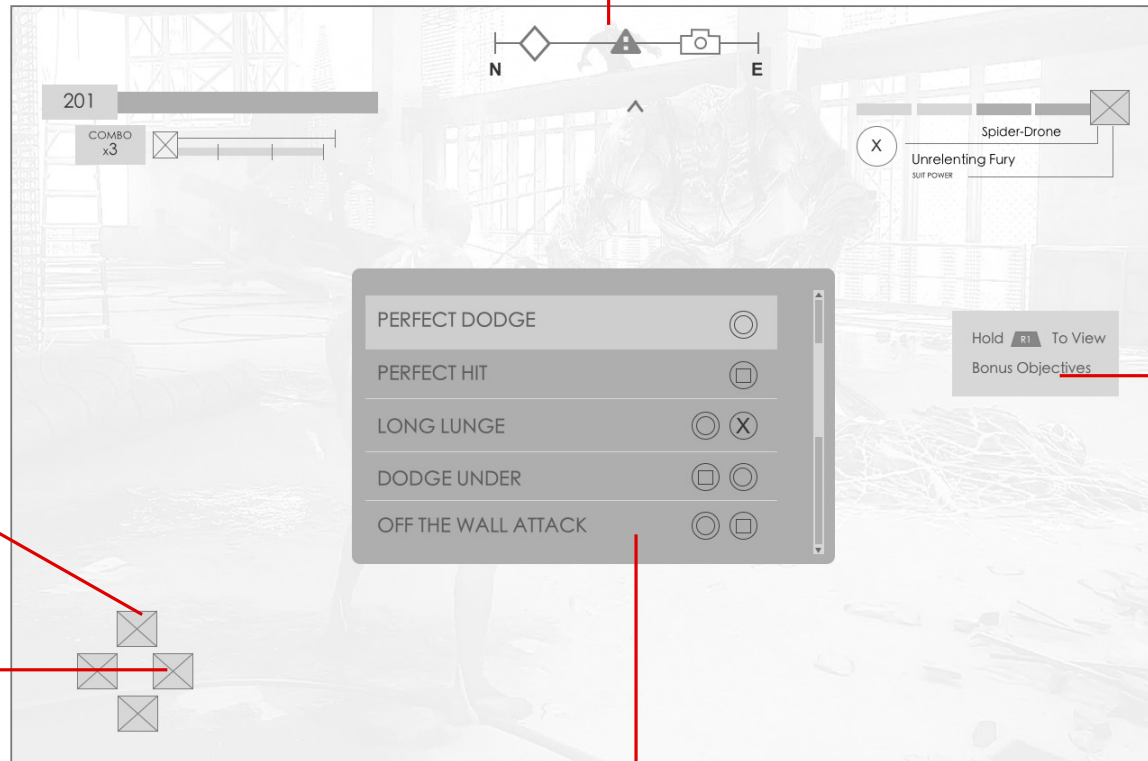 N
E
201
COMBO
x3
X
Spider-Drone
Unrelenting Fury
SUIT POWER
PERFECT DODGE
PERFECT HIT
LONG LUNGE X
DODGE UNDER
OFF THE WALL ATTACK
Hold R1 To View
Bonus Objectives